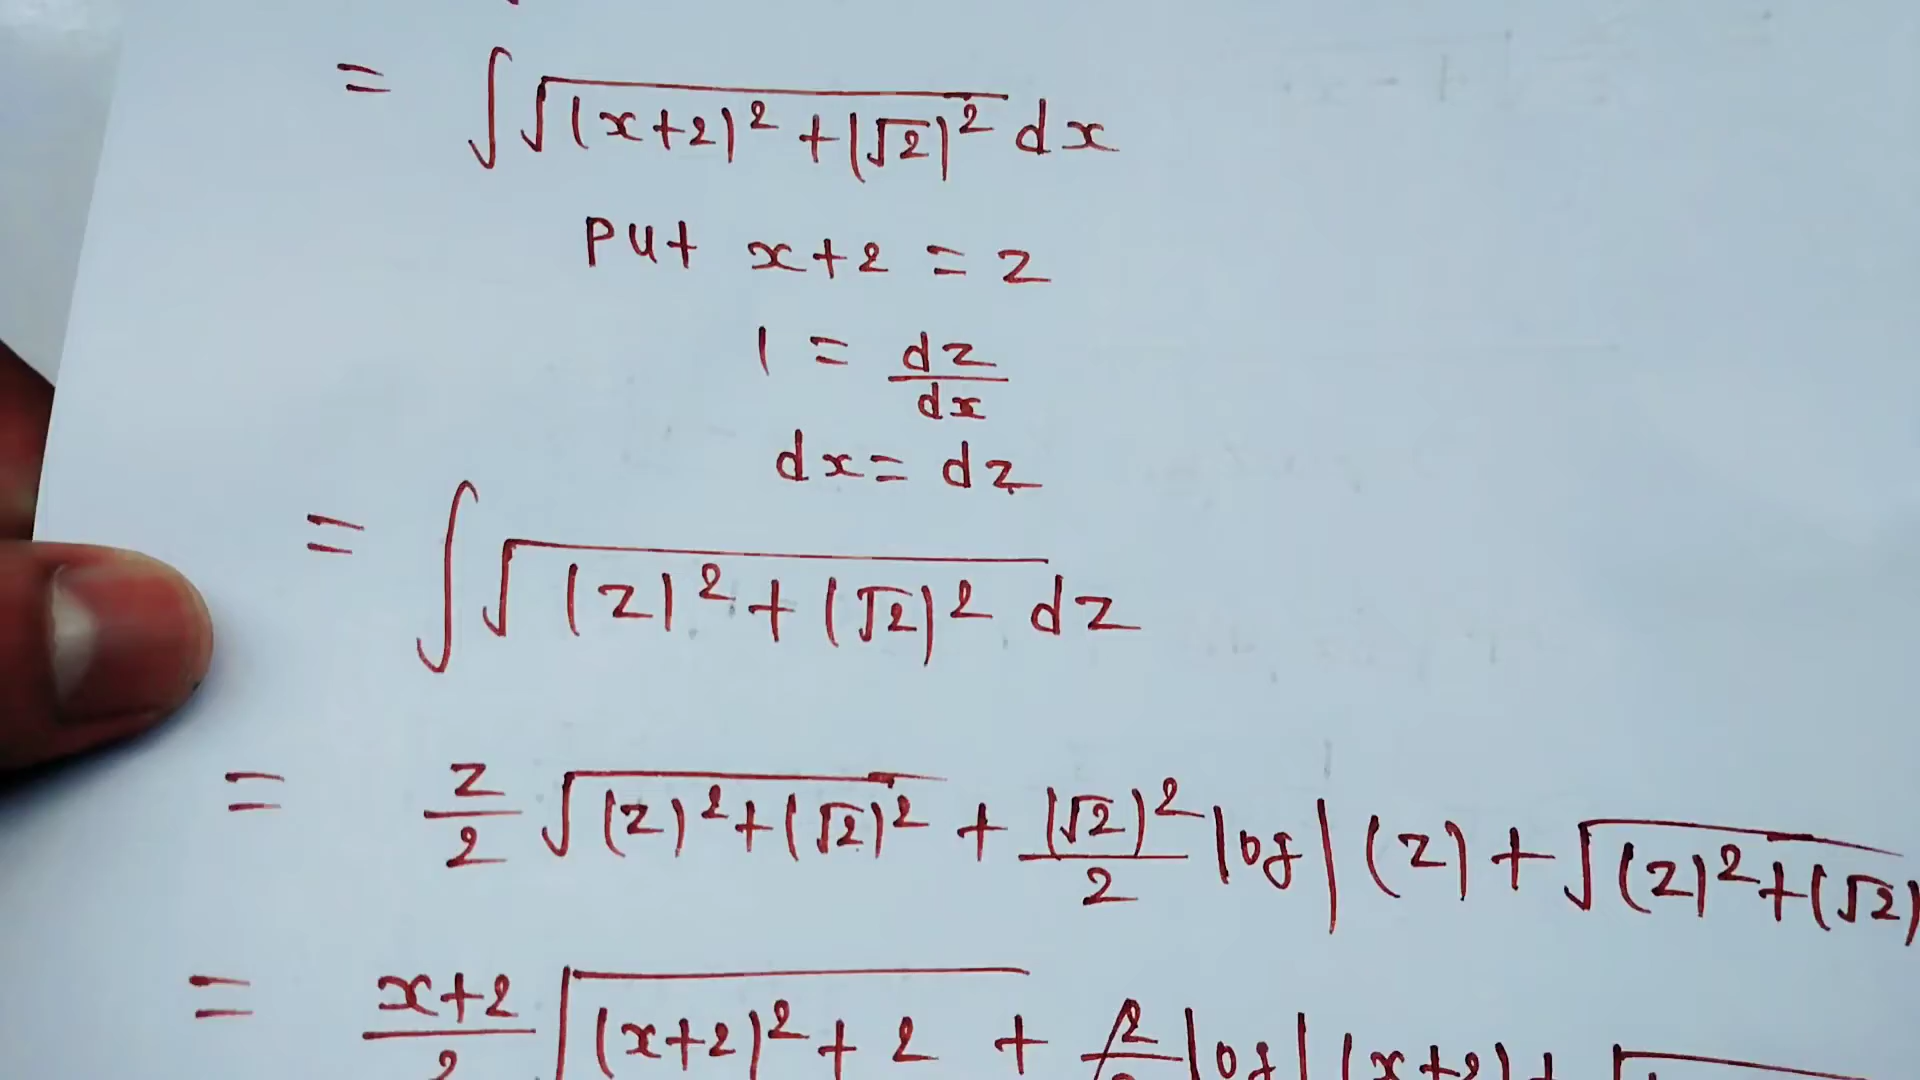 = ∫√(x+2)² + (√2)² dx
Put x+2 = z
1 = dz/dx
dx = dz
= ∫√(z)² + (√2)² dz
= z/2 √(z)² + (√2)² + (√2)²/2 log|(z) + √(z)² + (√2)
= x+2/2 √(x+2)² + 2 + 2/2 log|(x+2) + √